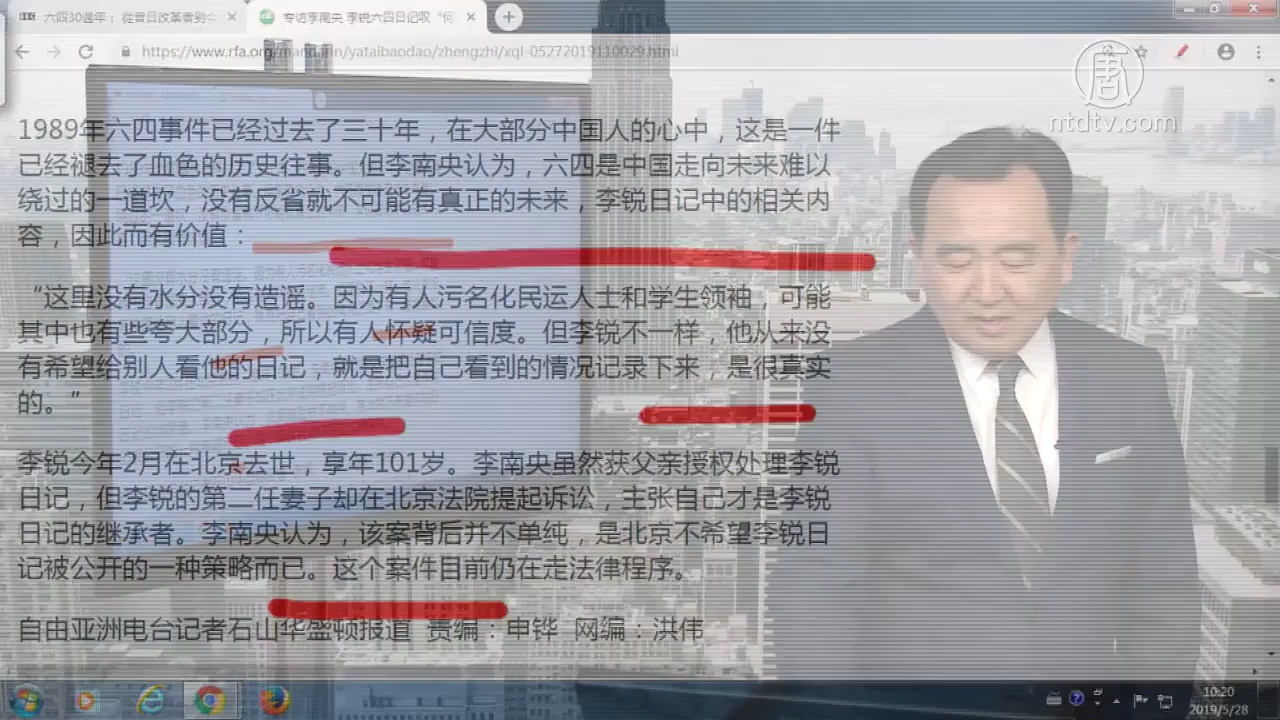 六四30週年：從昔日改革看到
专访李南央 李锐六四日记叹“何
https://www.rfa.org/mandarin/yataibaodao/zhengzhi/xql-05272019110029.html
唐
ntdtv.com
1989年六四事件已经过去了三十年，在大部分中国人的心中，这是一件
已经褪去了血色的历史往事。但李南央认为，六四是中国走向未来难以
绕过的一道坎，没有反省就不可能有真正的未来，李锐日记中的相关内
容，因此而有价值：
“这里没有水分没有造谣。因为有人污名化民运人士和学生领袖，可能
其中也有些夸大部分，所以有人怀疑可信度。但李锐不一样，他从来没
有希望给别人看他的日记，就是把自己看到的情况记录下来，是很真实
的。”
李锐今年2月在北京去世，享年101岁。李南央虽然获父亲授权处理李锐
日记，但李锐的第二任妻子却在北京法院提起诉讼，主张自己才是李锐
日记的继承者。李南央认为，该案背后并不单纯，是北京不希望李锐日
记被公开的一种策略而已。这个案件目前仍在走法律程序。
自由亚洲电台记者石山华盛顿报道 责编：申铧 网编：洪伟
10:20
2019/5/28